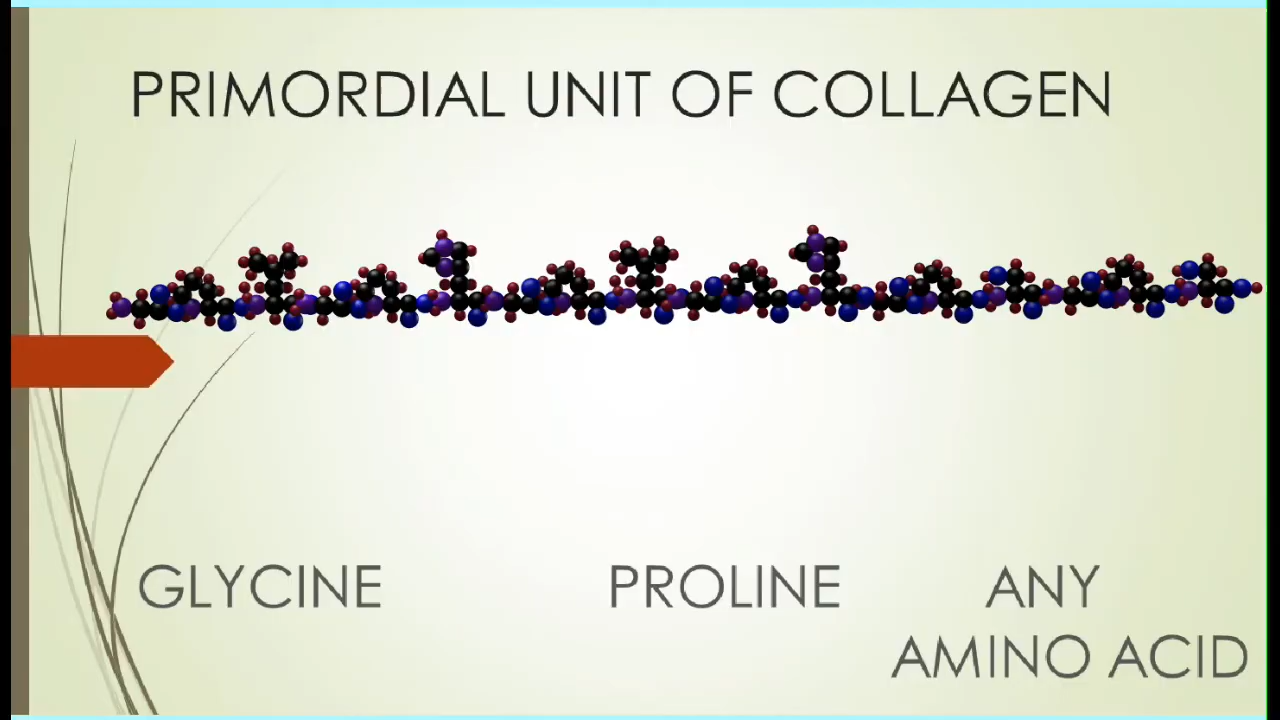 PRIMORDIAL UNIT OF COLLAGEN
GLYCINE PROLINE ANY
AMINO ACID